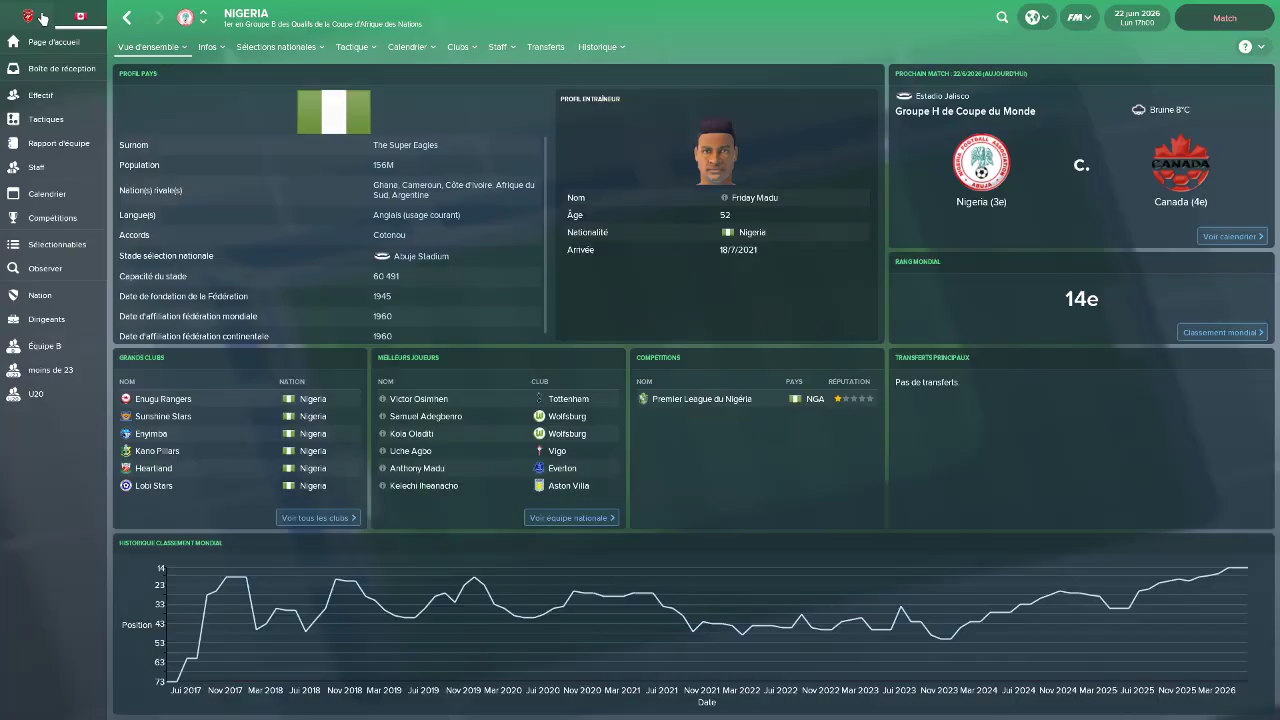 NIGERIA
1er en Groupe B des Qualifs de la Coupe d'Afrique des Nations
22 juin 2026
Lun 17h00
Match
FM
Vue d'ensemble Infos Sélections nationales Tactique Calendrier Clubs Staff Transferts Historique
?
Page d'accueil
Boîte de réception
Effectif
Tactiques
Rapport d'équipe
Staff
Calendrier
Compétitions
Sélectionnables
Observer
Nation
Dirigeants
Équipe B
moins de 23
U20
PROFIL PAYS
Surnom The Super Eagles
Population 156M
Nation(s) rivale(s) Ghana, Cameroun, Côte d'Ivoire, Afrique du
Sud, Argentine
Langue(s) Anglais (usage courant)
Accords Cotonou
Stade sélection nationale Abuja Stadium
Capacité du stade 60 491
Date de fondation de la Fédération 1945
Date d'affiliation fédération mondiale 1960
Date d'affiliation fédération continentale 1960
PROFIL ENTRAÎNEUR
Nom Friday Madu
Âge 52
Nationalité Nigeria
Arrivée 18/7/2021
PROCHAIN MATCH : 22/6/2026 (AUJOURD'HUI)
Estadio Jalisco
Groupe H de Coupe du Monde
Bruine 8°C
c.
CANADA
Nigeria (3e) Canada (4e)
Voir calendrier
RANG MONDIAL
14e
Classement mondial
GRANDS CLUBS
NOM NATION
Enugu Rangers Nigeria
Sunshine Stars Nigeria
Enyimba Nigeria
Kano Pillars Nigeria
Heartland Nigeria
Lobi Stars Nigeria
Voir tous les clubs
MEILLEURS JOUEURS
NOM CLUB
Victor Osimhen Tottenham
Samuel Adegbenro Wolfsburg
Kola Oladiti Wolfsburg
Uche Agbo Vigo
Anthony Madu Everton
Kelechi Iheanacho Aston Villa
Voir équipe nationale
COMPÉTITIONS
NOM PAYS RÉPUTATION
Premier League du Nigéria NGA
TRANSFERTS PRINCIPAUX
Pas de transferts.
HISTORIQUE CLASSEMENT MONDIAL
14
23
33
Position 43
53
63
73
Jui 2017 Nov 2017 Mar 2018 Jui 2018 Nov 2018 Mar 2019 Jui 2019 Nov 2019 Mar 2020 Jui 2020 Nov 2020 Mar 2021 Jui 2021 Nov 2021 Mar 2022 Jui 2022 Nov 2022 Mar 2023 Jui 2023 Nov 2023 Mar 2024 Jui 2024 Nov 2024 Mar 2025 Jui 2025 Nov 2025 Mar 2026
Date